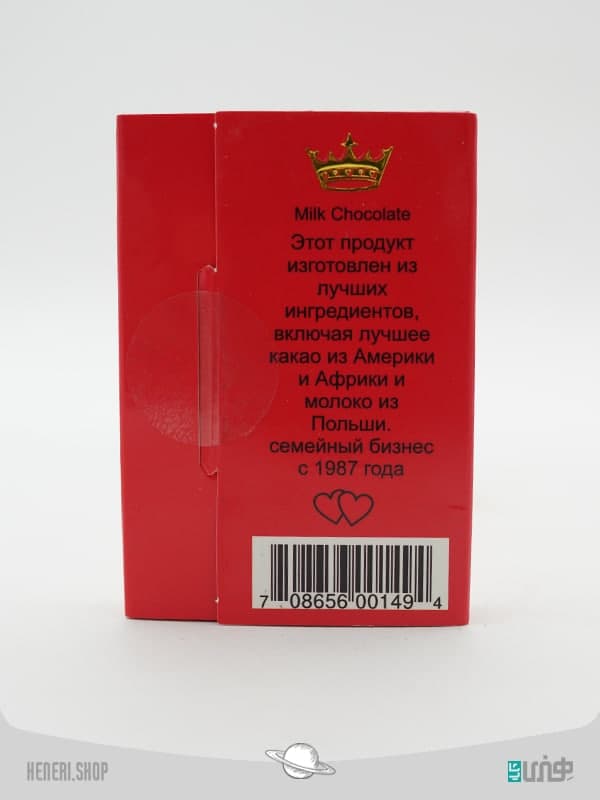 Milk Chocolate
Этот продукт
изготовлен из
лучших
ингредиентов,
включая лучшее
какао из Америки
и Африки и
молоко из
Польши.
семейный бизнес
с 1987 года
7 08656 00149 4
HENERI.SHOP